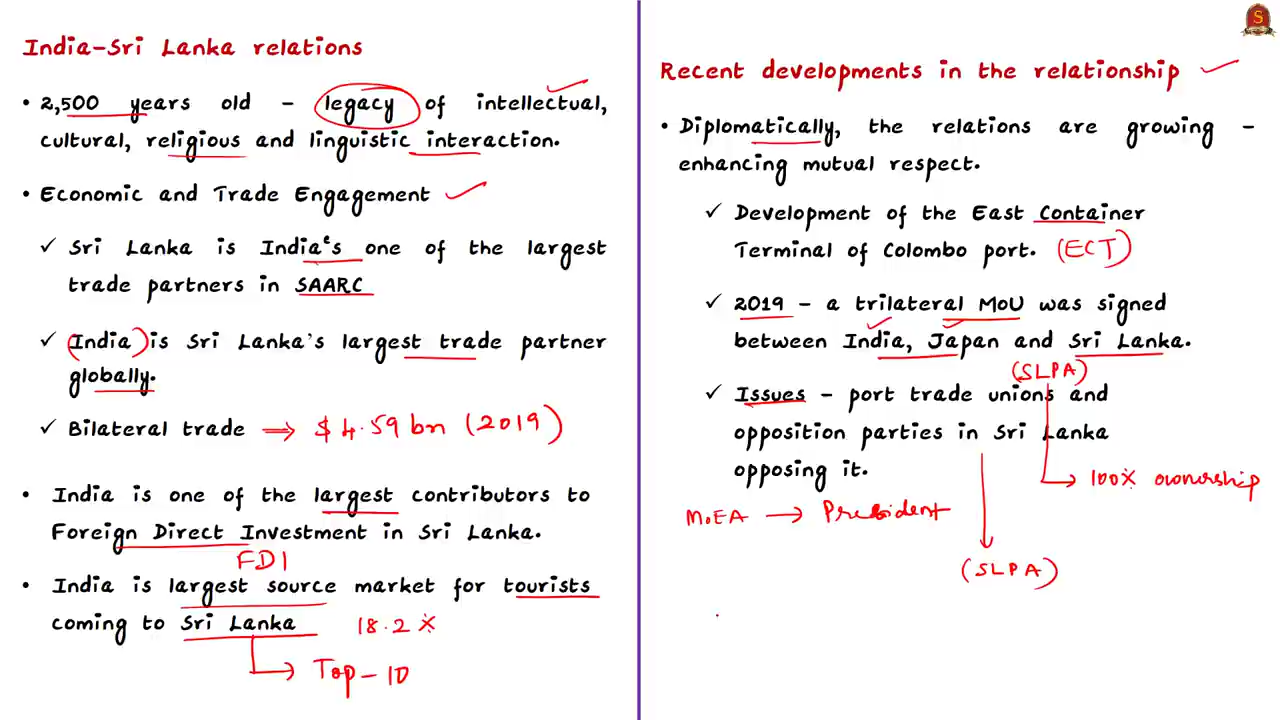 India-Sri Lanka relations
• 2,500 years old - legacy of intellectual,
cultural, religious and linguistic interaction.
• Economic and Trade Engagement
✓ Sri Lanka is India's one of the largest
trade partners in SAARC
✓ (India) is Sri Lanka's largest trade partner
globally.
✓ Bilateral trade ⇒ $ 4.59 bn (2019)
• India is one of the largest contributors to
Foreign Direct Investment in Sri Lanka.
FDI
• India is largest source market for tourists
coming to Sri Lanka 18.2 %
→ Top-10
S
Recent developments in the relationship ✓
• Diplomatically, the relations are growing -
enhancing mutual respect.
✓ Development of the East Container
Terminal of Colombo port. (ECT)
✓ 2019 - a trilateral MoU was signed
between India, Japan and Sri Lanka.
(SLPA)
✓ Issues - port trade unions and
opposition parties in Sri Lanka
opposing it.
→ 100% ownership
M.EA → President
(SLPA)